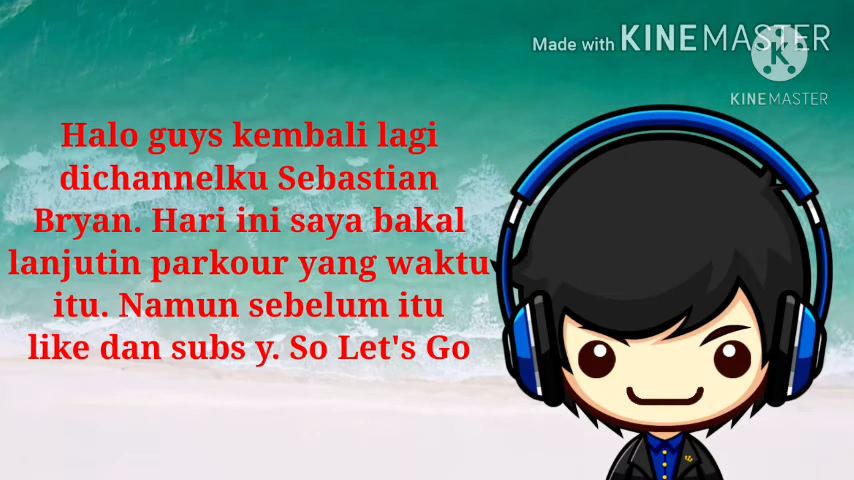 Made with KINEMASTER
K
KINEMASTER
Halo guys kembali lagi
dichannelku Sebastian
Bryan. Hari ini saya bakal
lanjutin parkour yang waktu
itu. Namun sebelum itu
like dan subs y. So Let's Go